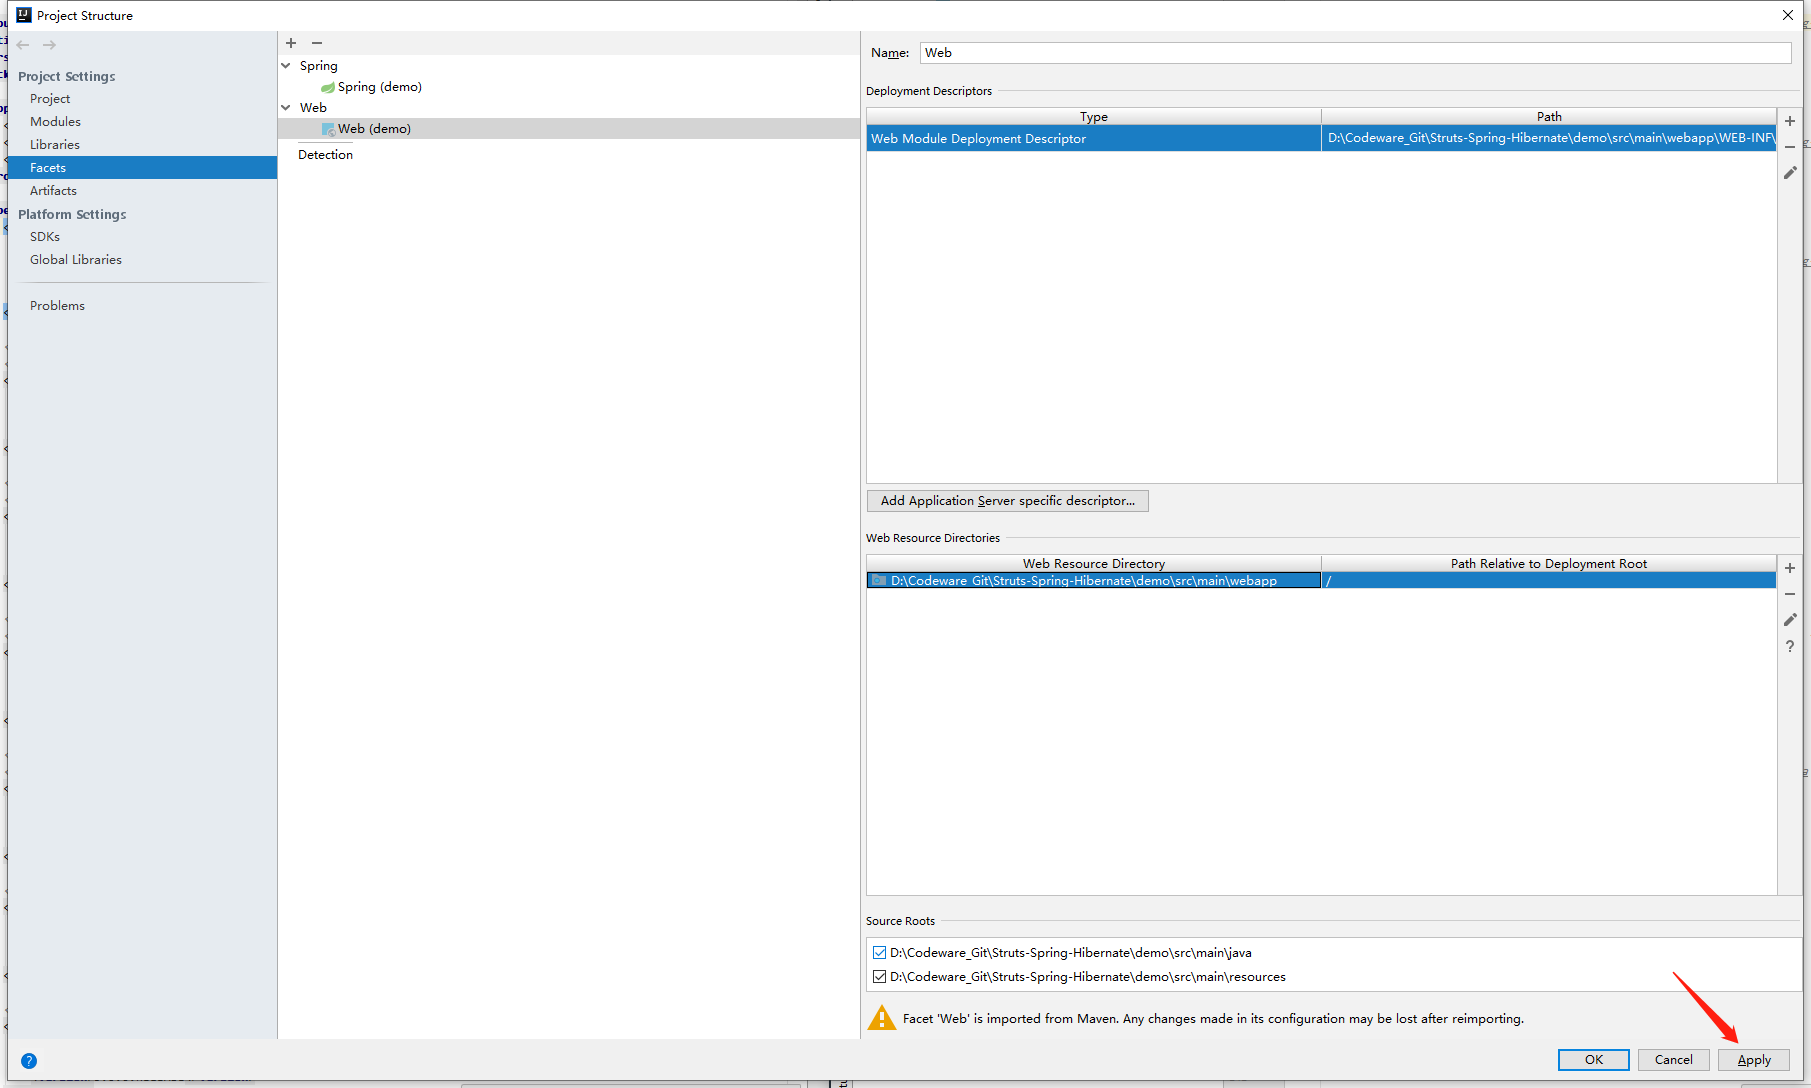 Project Structure
Project Settings
Project
Modules
Libraries
Facets
Artifacts
Platform Settings
SDKs
Global Libraries
Problems
Spring
Spring (demo)
Web
Web (demo)
Detection
Name: Web
Deployment Descriptors
Type Path
Web Module Deployment Descriptor D:\Codeware_Git\Struts-Spring-Hibernate\demo\src\main\webapp\WEB-INF\
Add Application Server specific descriptor...
Web Resource Directories
Web Resource Directory Path Relative to Deployment Root
D:\Codeware_Git\Struts-Spring-Hibernate\demo\src\main\webapp /
Source Roots
D:\Codeware_Git\Struts-Spring-Hibernate\demo\src\main\java
D:\Codeware_Git\Struts-Spring-Hibernate\demo\src\main\resources
Facet 'Web' is imported from Maven. Any changes made in its configuration may be lost after reimporting.
OK Cancel Apply